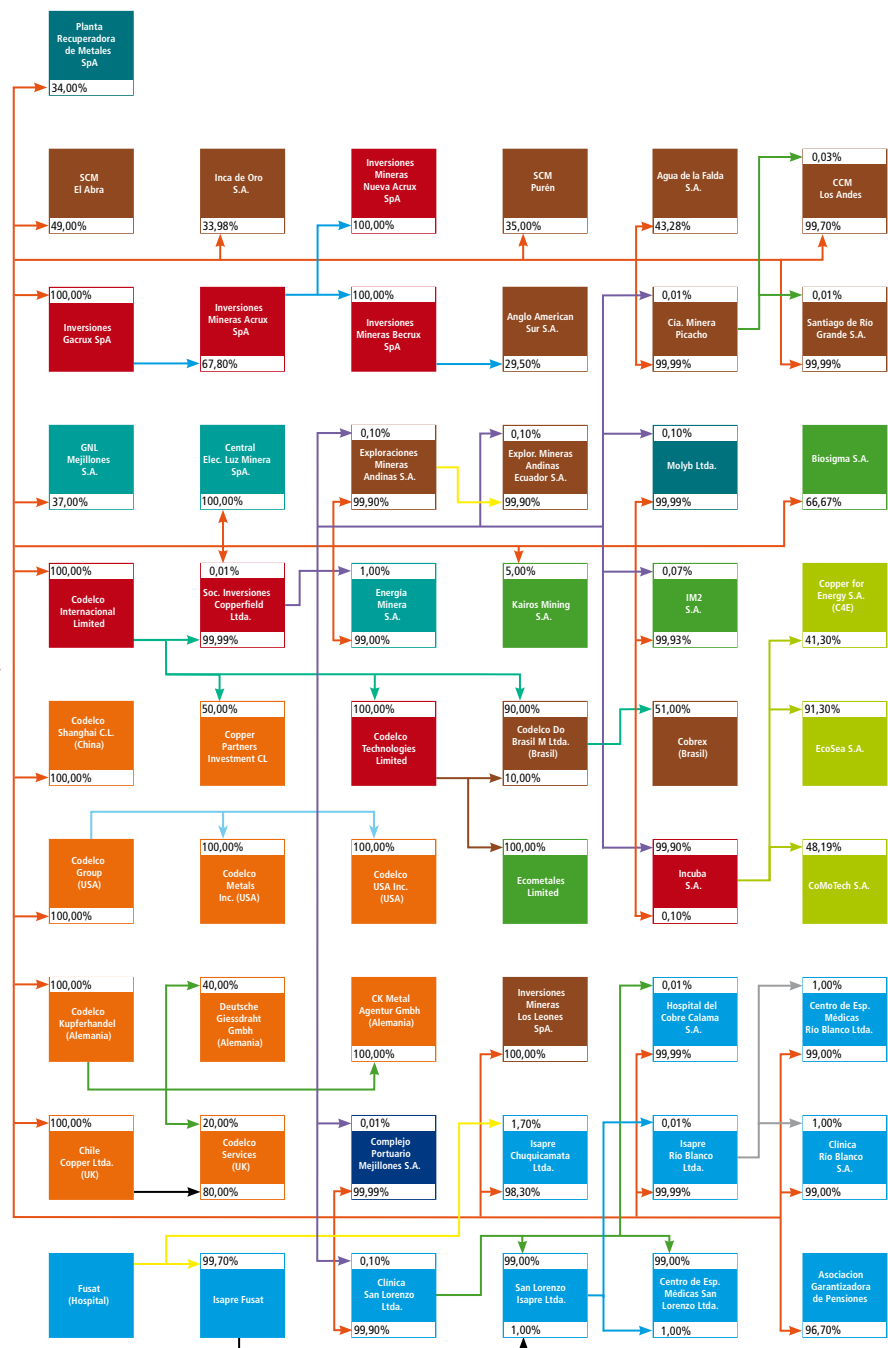 Planta
Recuperadora
de Metales
SpA
34,00%
SCM
El Abra
49,00%
Inca de Oro
S.A.
33,98%
Inversiones
Mineras
Nueva Acrux
SpA
100,00%
SCM
Purén
35,00%
Agua de la Falda
S.A.
43,28%
0,03%
CCM
Los Andes
99,70%
100,00%
Inversiones
Gacrux SpA
Inversiones
Mineras Acrux
SpA
67,80%
100,00%
Inversiones
Mineras Becrux
SpA
Anglo American
Sur S.A.
29,50%
0,01%
Cia. Minera
Picacho
99,99%
0,01%
Santiago de Río
Grande S.A.
99,99%
GNL
Mejillones
S.A.
37,00%
Central
Elec. Luz Minera
SpA.
100,00%
0,10%
Exploraciones
Mineras
Andinas S.A.
99,90%
0,10%
Explor. Mineras
Andinas
Ecuador S.A.
99,90%
0,10%
Molyb Ltda.
99,99%
Biosigma S.A.
66,67%
100,00%
Codelco
Internacional
Limited
0,01%
Soc. Inversiones
Copperfield
Ltda.
99,99%
1,00%
Energía
Minera
S.A.
99,00%
5,00%
Kairos Mining
S.A.
0,07%
IM2
S.A.
99,93%
Copper for
Energy S.A.
(C4E)
41,30%
Codelco
Shanghai C.L.
(China)
100,00%
50,00%
Copper
Partners
Investment CL
100,00%
Codelco
Technologies
Limited
90,00%
Codelco Do
Brasil M Ltda.
(Brasil)
10,00%
51,00%
Cobrex
(Brasil)
91,30%
EcoSea S.A.
Codelco
Group
(USA)
100,00%
100,00%
Codelco
Metals
Inc. (USA)
100,00%
Codelco
USA Inc.
(USA)
100,00%
Ecometales
Limited
99,90%
Incuba
S.A.
0,10%
48,19%
CoMoTech S.A.
100,00%
Codelco
Kupferhandel
(Alemania)
40,00%
Deutsche
Giessdraht
Gmbh
(Alemania)
CK Metal
Agentur Gmbh
(Alemania)
100,00%
Inversiones
Mineras
Los Leones
SpA.
100,00%
0,01%
Hospital del
Cobre Calama
S.A.
99,99%
1,00%
Centro de Esp.
Médicas
Río Blanco Ltda.
99,00%
100,00%
Chile
Copper Ltda.
(UK)
20,00%
Codelco
Services
(UK)
80,00%
0,01%
Complejo
Portuario
Mejillones S.A.
99,99%
1,70%
Isapre
Chuquicamata
Ltda.
98,30%
0,01%
Isapre
Río Blanco
Ltda.
99,99%
1,00%
Clínica
Río Blanco
S.A.
99,00%
Fusat
(Hospital)
99,70%
Isapre Fusat
0,10%
Clínica
San Lorenzo
Ltda.
99,90%
99,00%
San Lorenzo
Isapre Ltda.
1,00%
99,00%
Centro de Esp.
Médicas San
Lorenzo Ltda.
1,00%
Asociacion
Garantizadora
de Pensiones
96,70%